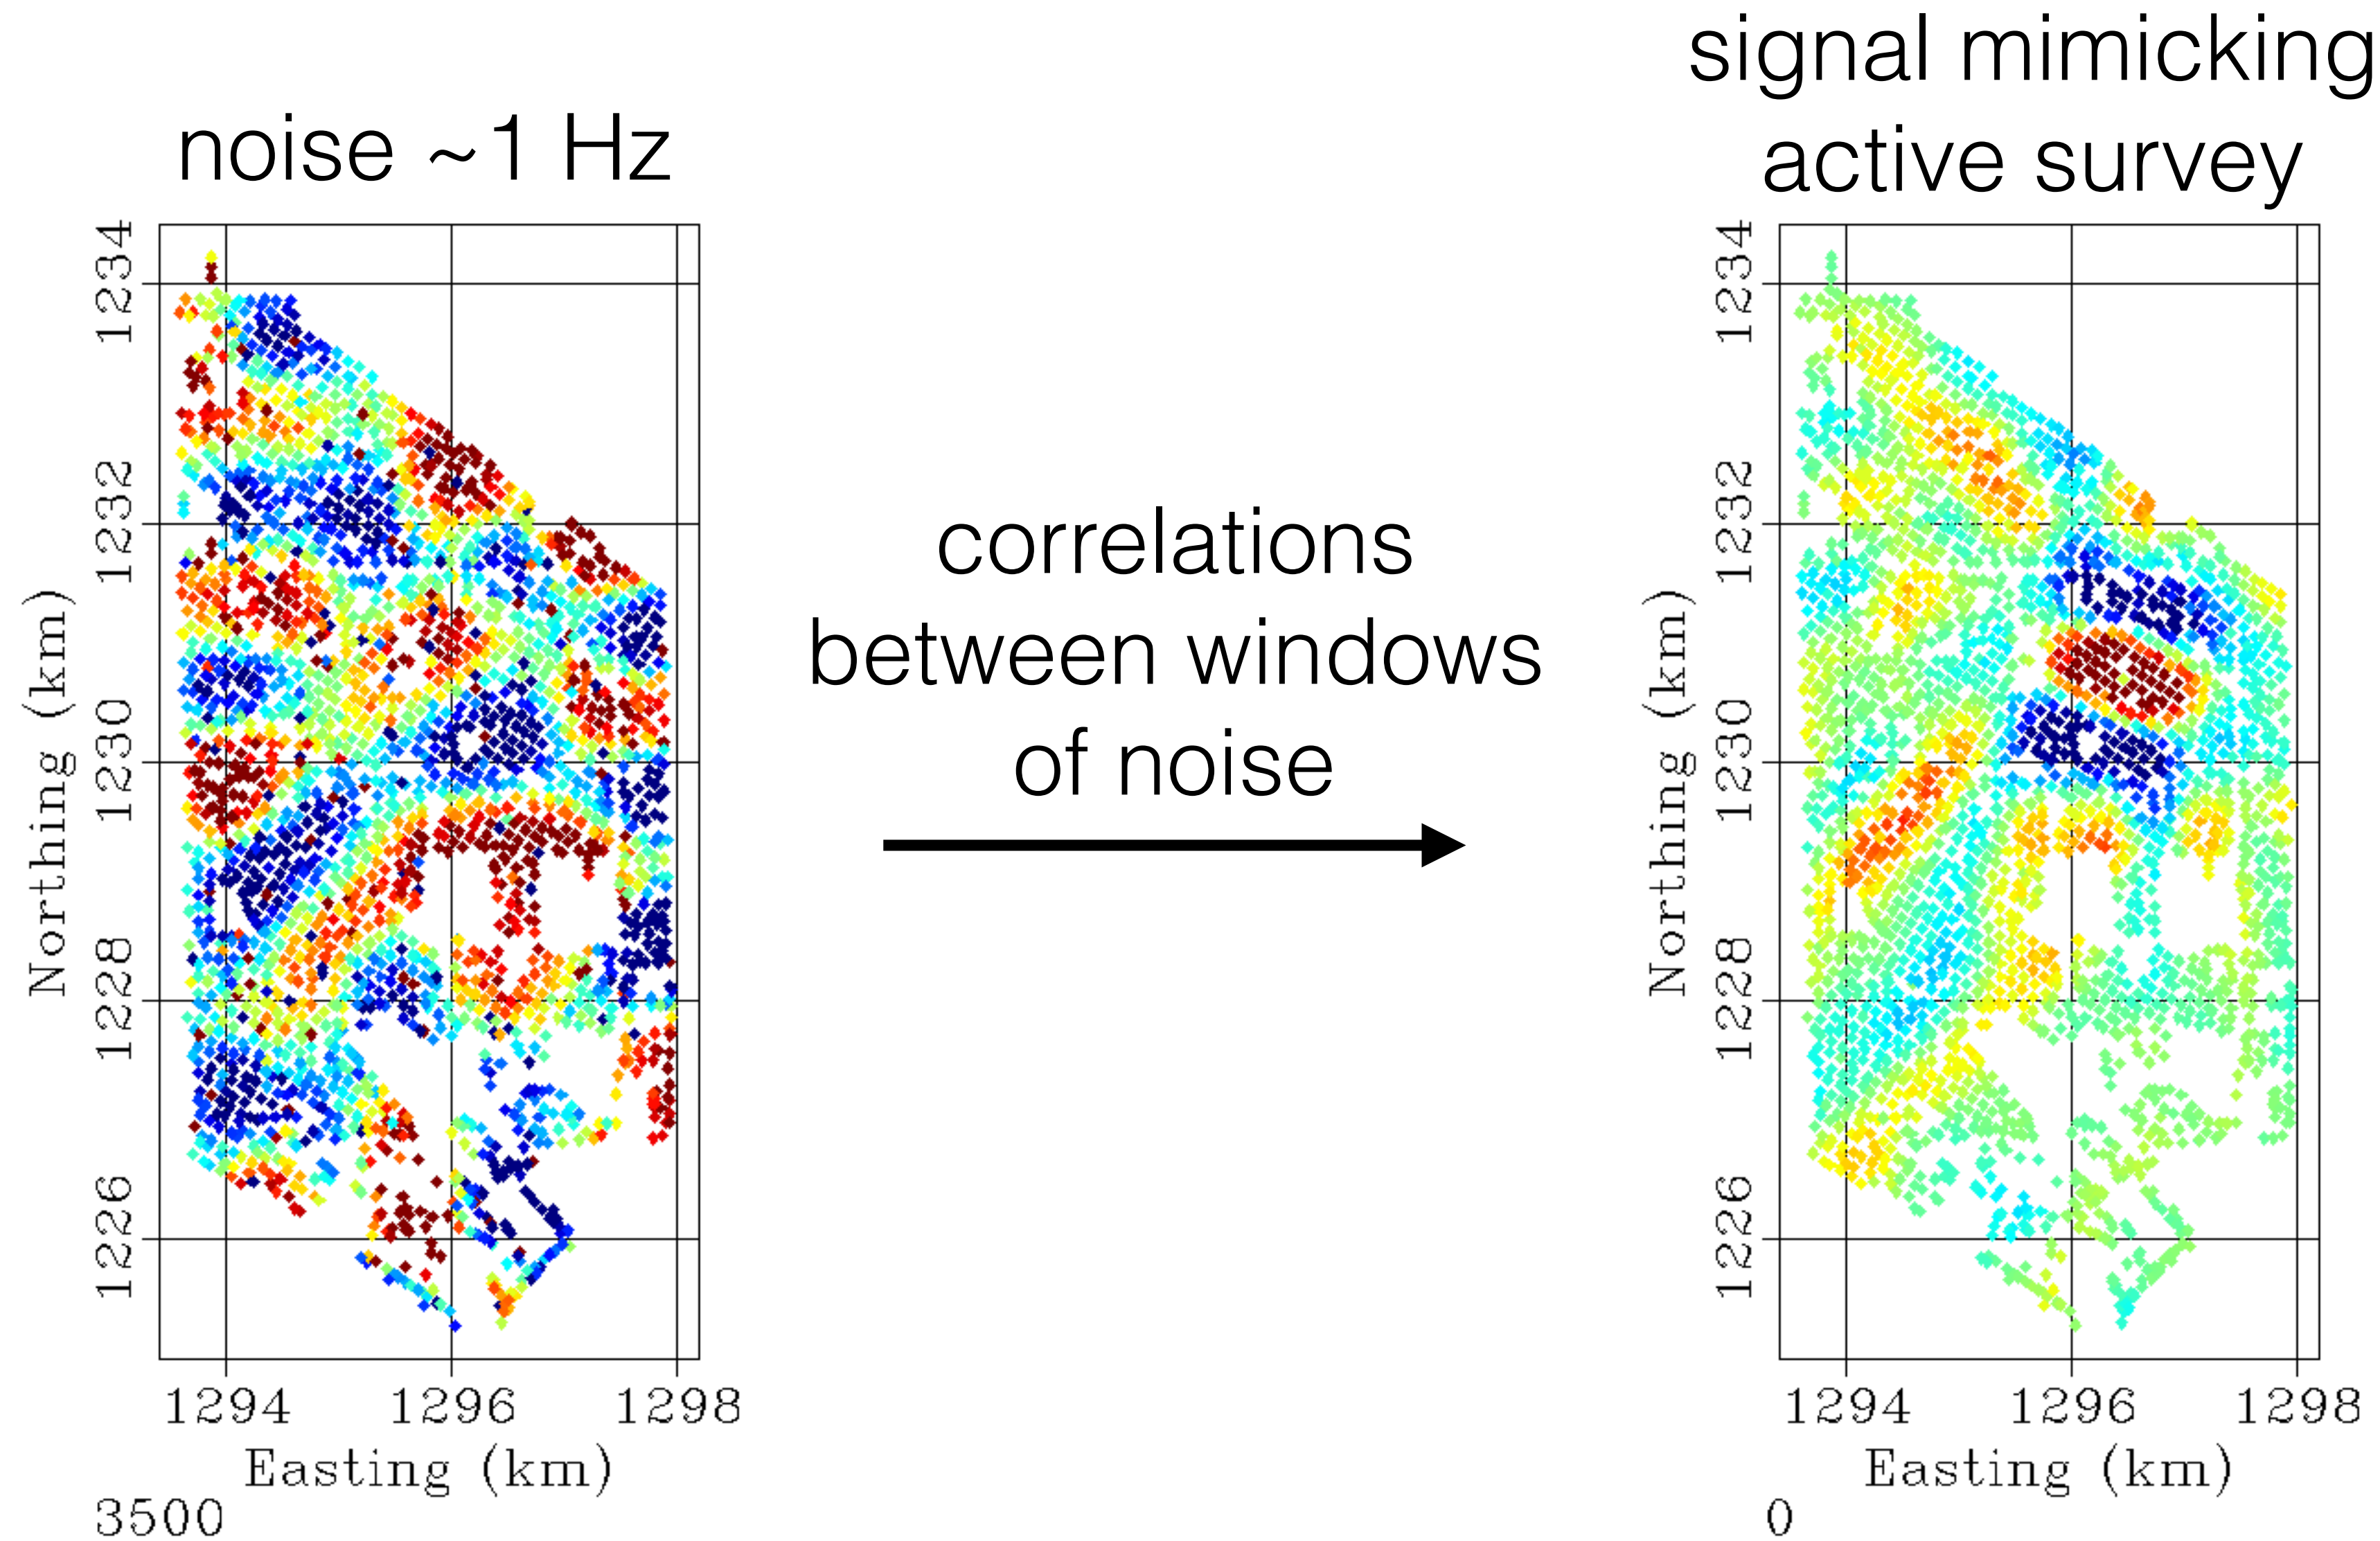 noise ~1 Hz
1234
1232
1230
1228
1226
Northing (km)
1294 1296 1298
Easting (km)
3500
correlations
between windows
of noise
signal mimicking
active survey
1234
1232
1230
1228
1226
Northing (km)
1294 1296 1298
Easting (km)
0